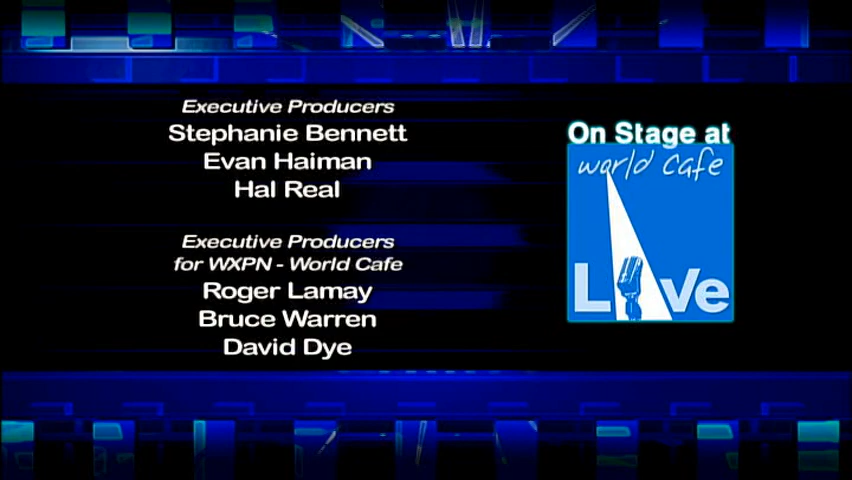 Executive Producers
Stephanie Bennett
Evan Haiman
Hal Real
Executive Producers
for WXPN - World Cafe
Roger Lamay
Bruce Warren
David Dye
On Stage at
world cafe
Live